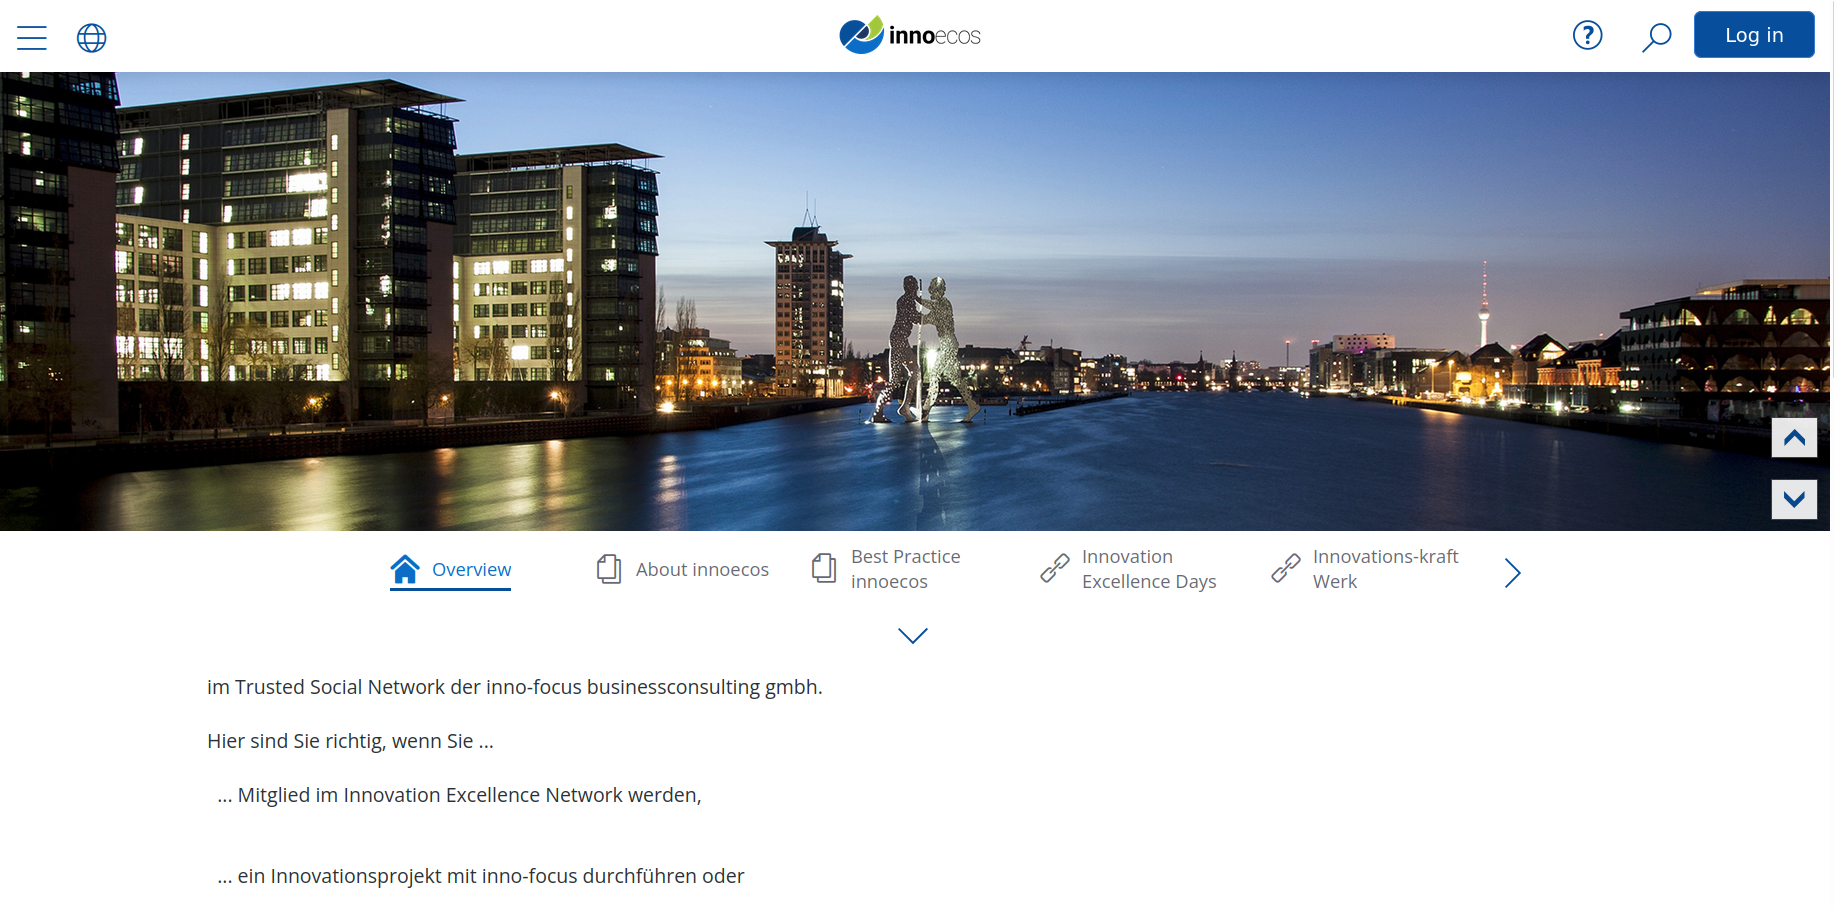 innoecos
?
Log in
Overview
About innoecos
Best Practice
innoecos
Innovation
Excellence Days
Innovations-kraft
Werk
im Trusted Social Network der inno-focus businessconsulting gmbh.
Hier sind Sie richtig, wenn Sie ...
... Mitglied im Innovation Excellence Network werden,
... ein Innovationsprojekt mit inno-focus durchführen oder